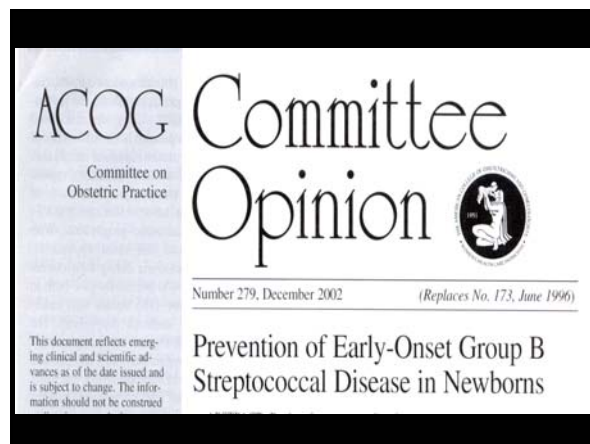 ACOG
Committee on
Obstetric Practice
This document reflects emerg-
ing clinical and scientific ad-
vances as of the date issued and
is subject to change. The infor-
mation should not be construed
Committee
Opinion
1951
Number 279, December 2002
(Replaces No. 173, June 1996)
Prevention of Early-Onset Group B
Streptococcal Disease in Newborns